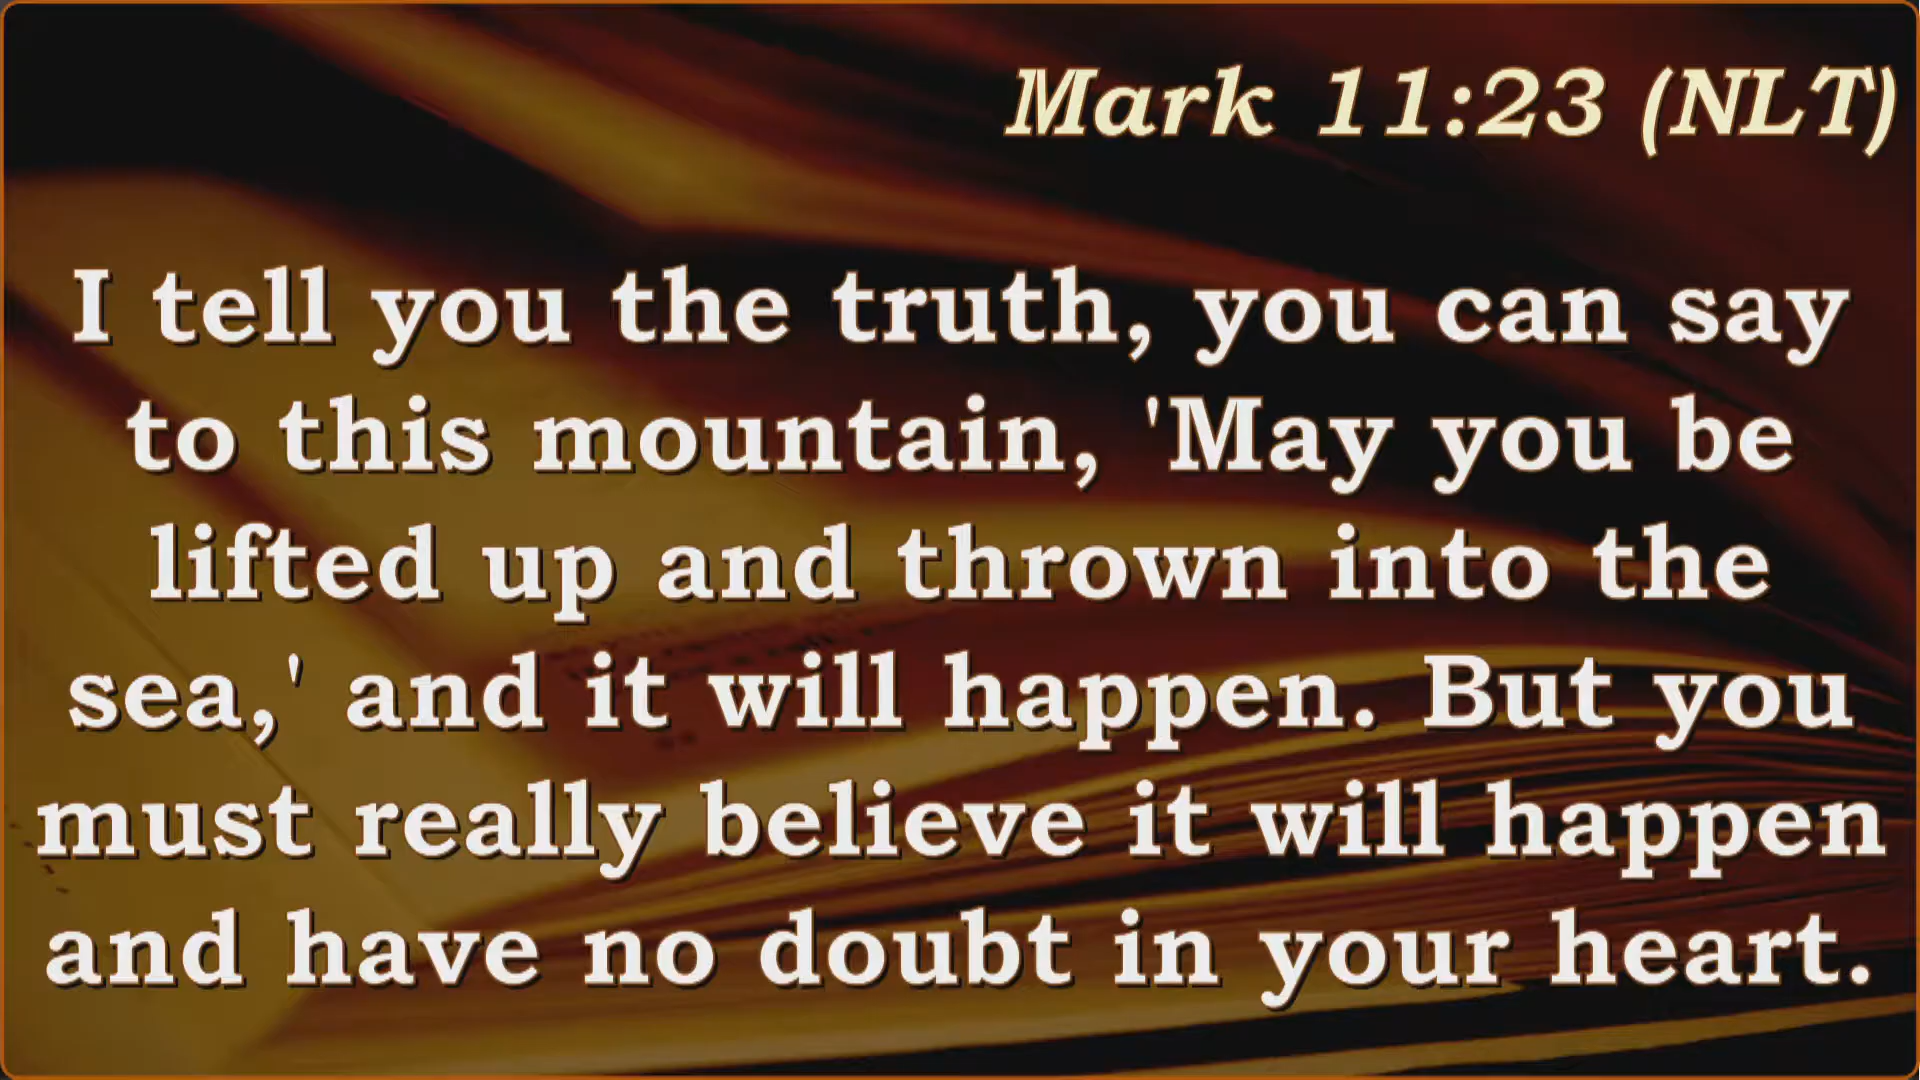 Mark 11:23 (NLT)
I tell you the truth, you can say
to this mountain, 'May you be
lifted up and thrown into the
sea,' and it will happen. But you
must really believe it will happen
and have no doubt in your heart.